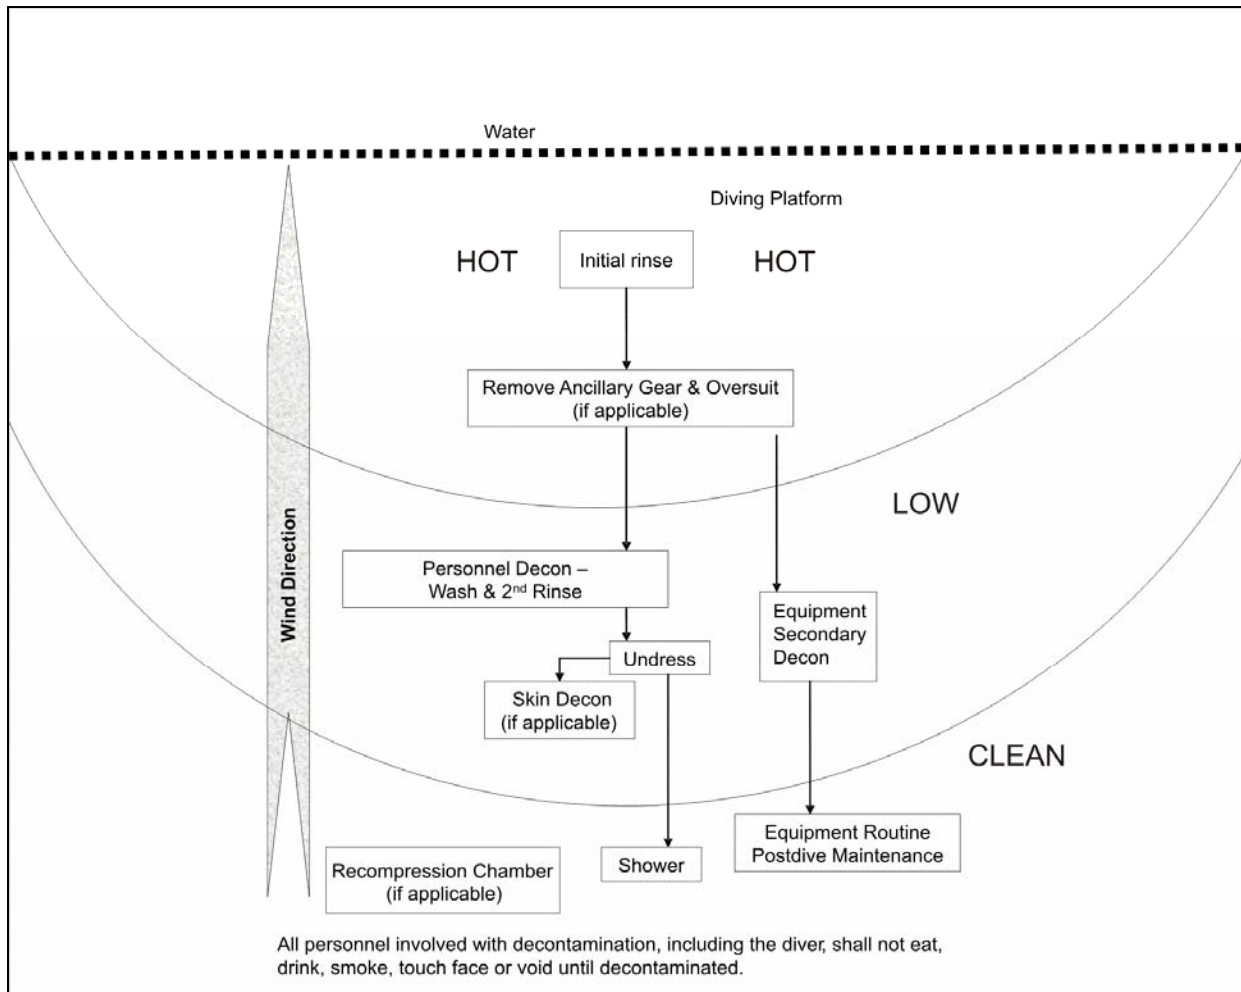 Water
Diving Platform
HOT
Initial rinse
HOT
Remove Ancillary Gear & Oversuit
(if applicable)
LOW
Wind Direction
Personnel Decon –
Wash & 2nd Rinse
Equipment
Secondary
Decon
Undress
Skin Decon
(if applicable)
CLEAN
Equipment Routine
Postdive Maintenance
Shower
Recompression Chamber
(if applicable)
All personnel involved with decontamination, including the diver, shall not eat,
drink, smoke, touch face or void until decontaminated.